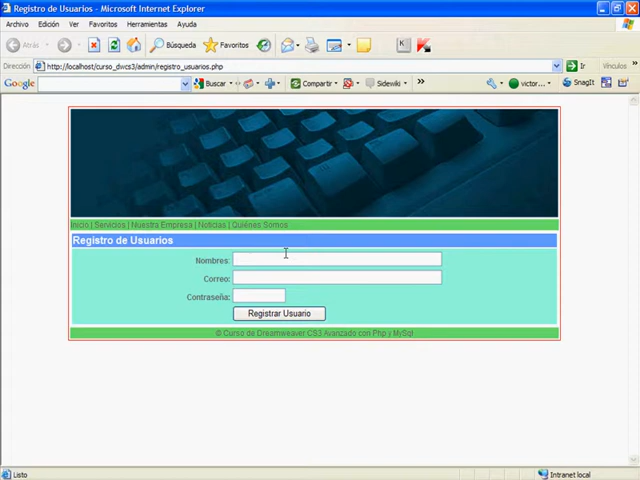 Registro de Usuarios - Microsoft Internet Explorer
Archivo Edición Ver Favoritos Herramientas Ayuda
Atrás Búsqueda Favoritos K K
Dirección http://localhost/curso_dwcs3/admin/registro_usuarios.php Ir Vínculos
Google Buscar Compartir Sidewiki » victor... SnagIt
Inicio | Servicios | Nuestra Empresa | Noticias | Quiénes Somos
Registro de Usuarios
Nombres:
Correo:
Contraseña:
Registrar Usuario
© Curso de Dreamweaver CS3 Avanzado con Php y MySql
Listo Intranet local